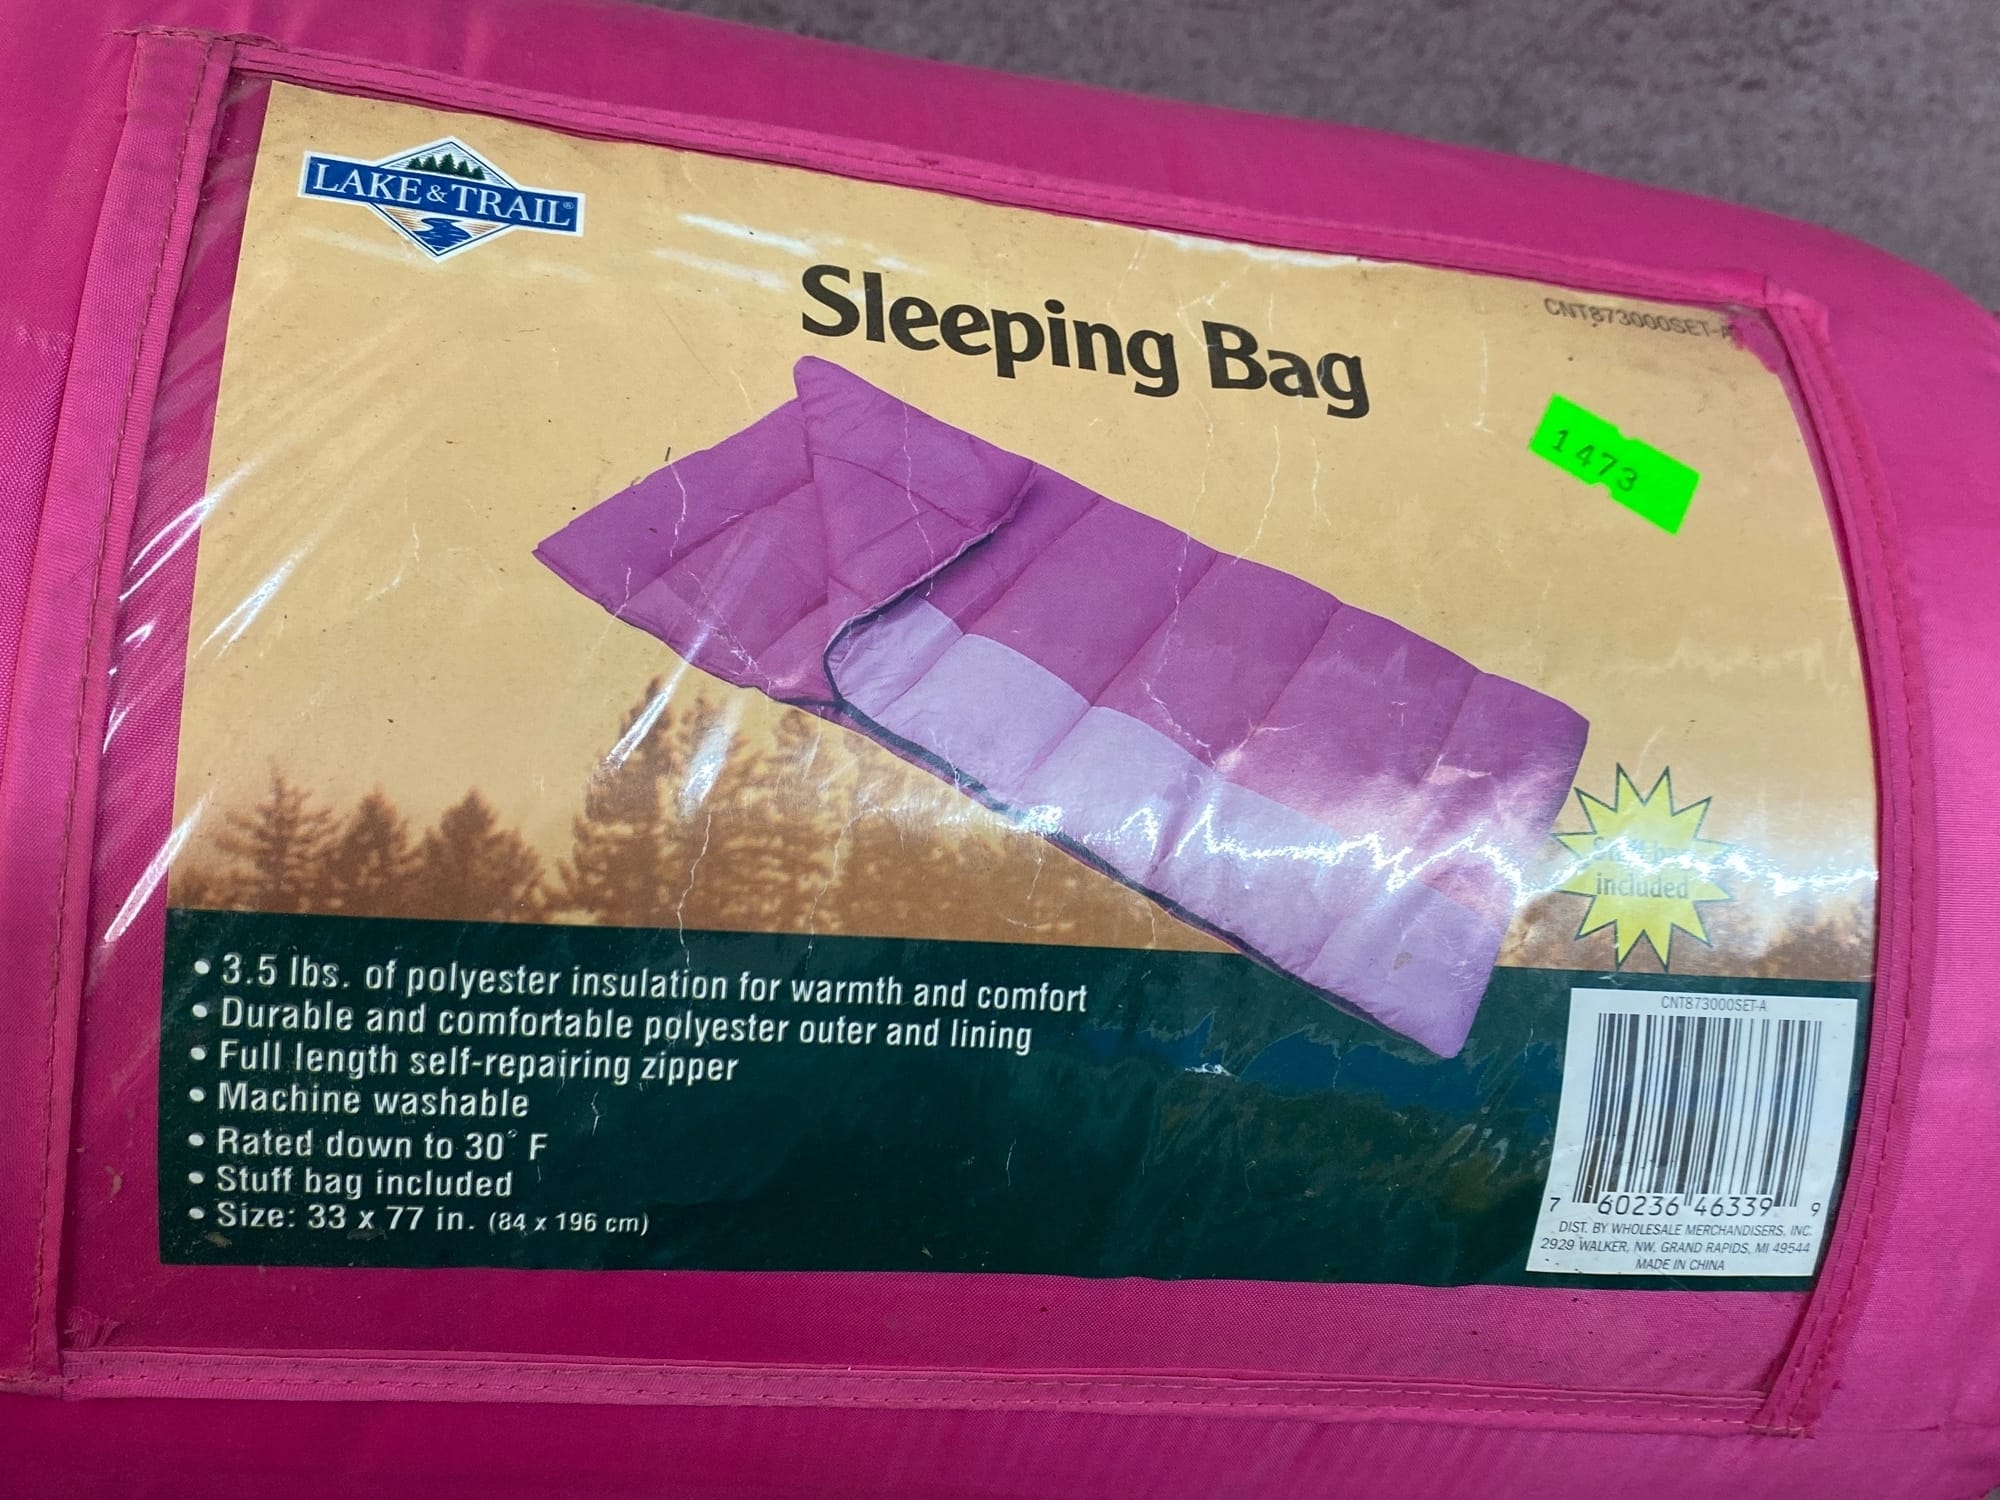 LAKE & TRAIL®
Sleeping Bag
CNT873000SET-A
1473
included
• 3.5 lbs. of polyester insulation for warmth and comfort
• Durable and comfortable polyester outer and lining
• Full length self-repairing zipper
• Machine washable
• Rated down to 30° F
• Stuff bag included
• Size: 33 x 77 in. (84 x 196 cm)
CNT873000SET-A
7 60236 46339 9
DIST. BY WHOLESALE MERCHANDISERS, INC.
2929 WALKER, NW, GRAND RAPIDS, MI 49544
MADE IN CHINA